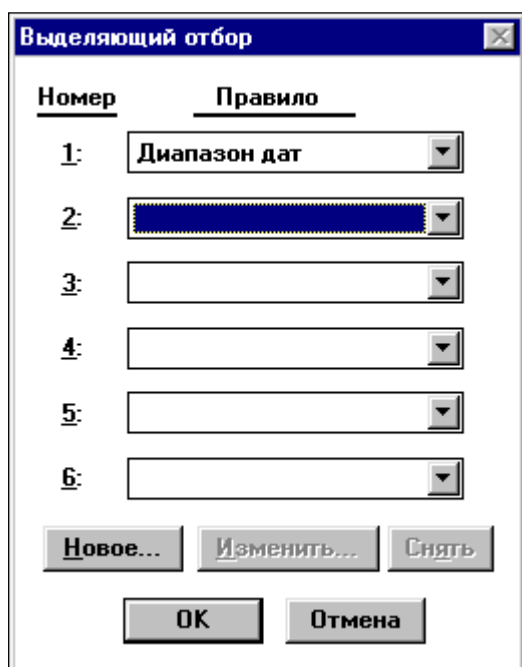 Выделяющий отбор
Номер Правило
1: Диапазон дат
2:
3:
4:
5:
6:
Новое... Изменить... Снять
OK Отмена